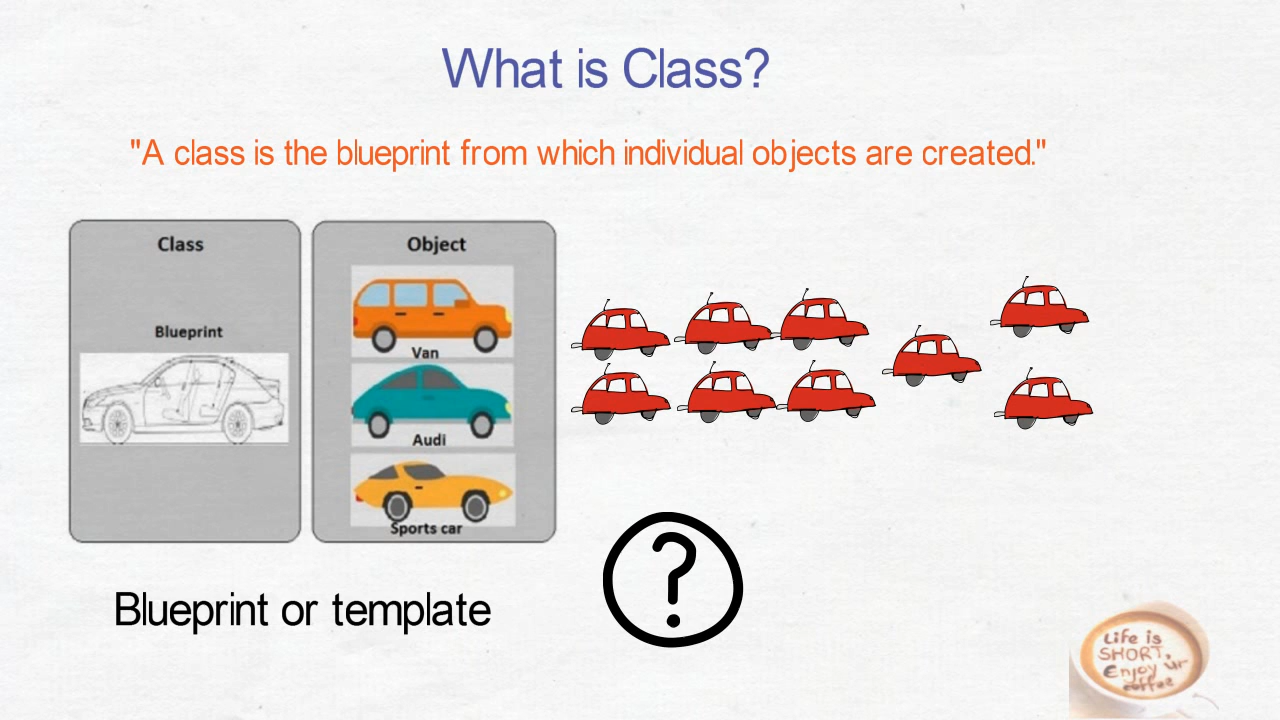 What is Class?
"A class is the blueprint from which individual objects are created."
Class
Blueprint
Object
Van
Audi
Sports car
Blueprint or template
?
Life is
SHORT,
Enjoy ur
coffee